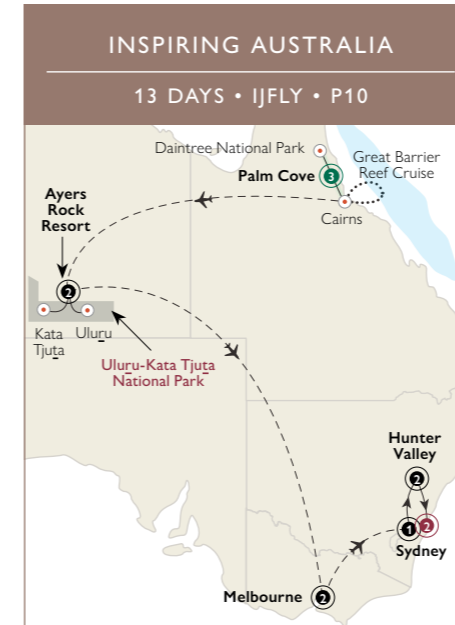 INSPIRING AUSTRALIA
13 DAYS • IJFLY • P10
Daintree National Park
Great Barrier
Reef Cruise
Palm Cove
3
Cairns
Ayers
Rock
Resort
2
Kata
Tjuṯa
Uluṟu
Uluṟu-Kata Tjuṯa
National Park
Hunter
Valley
2
1
2
Sydney
Melbourne
2